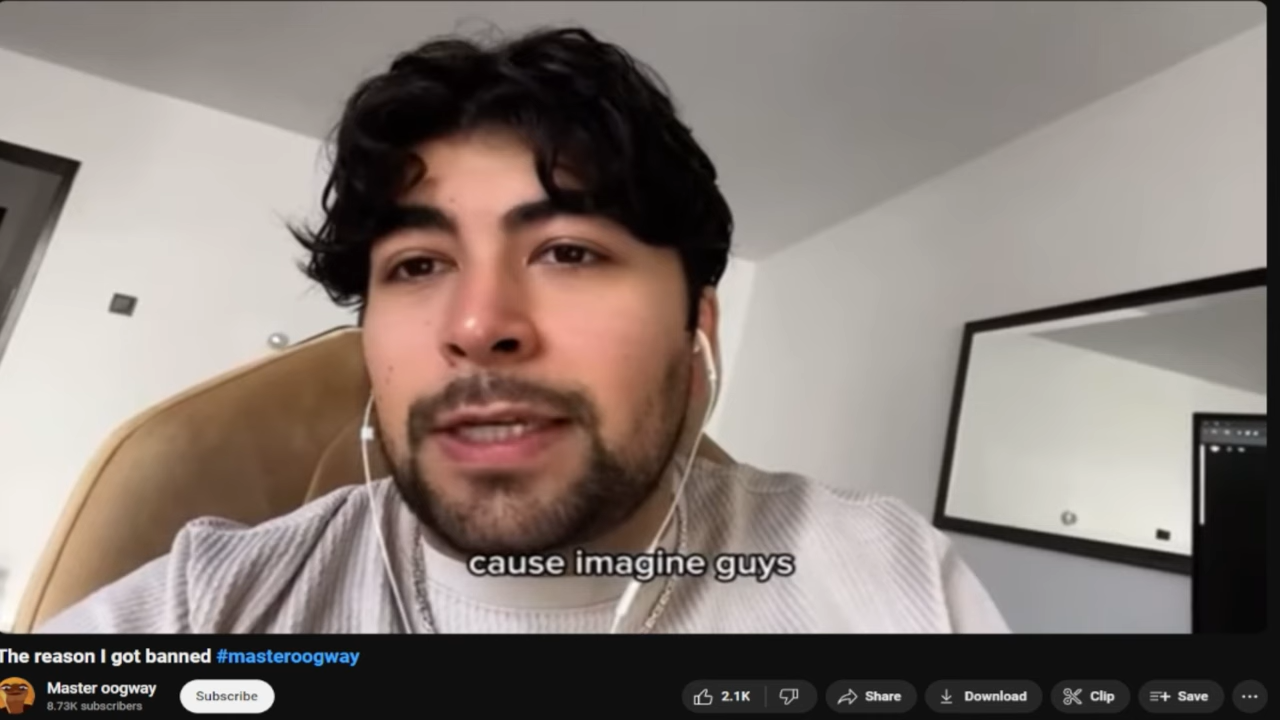 cause imagine guys
The reason I got banned #masteroogway
Master oogway
8.73K subscribers
Subscribe
2.1K
Share
Download
Clip
Save